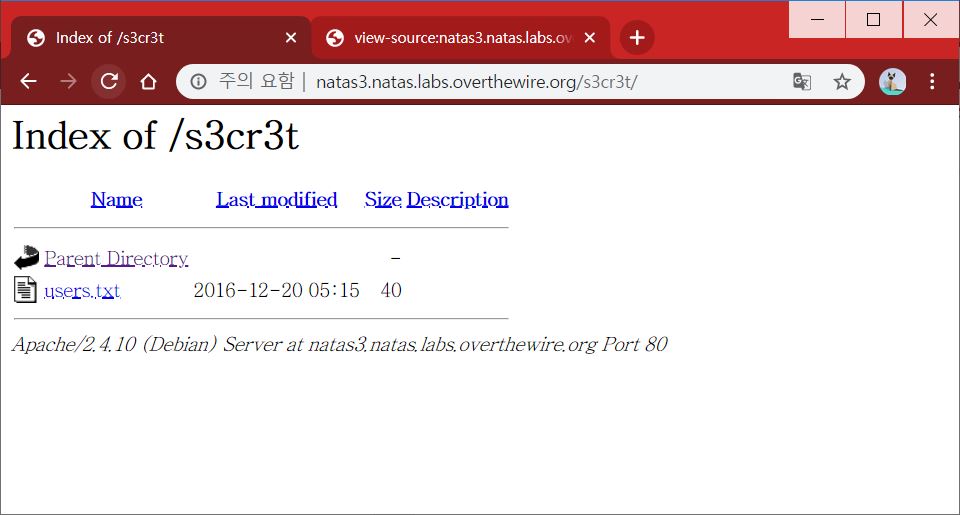 Index of /s3cr3t
view-source:natas3.natas.labs.ov
주의 요함 | natas3.natas.labs.overthewire.org/s3cr3t/
Index of /s3cr3t
Name Last modified Size Description
Parent Directory -
users.txt 2016-12-20 05:15 40
Apache/2.4.10 (Debian) Server at natas3.natas.labs.overthewire.org Port 80